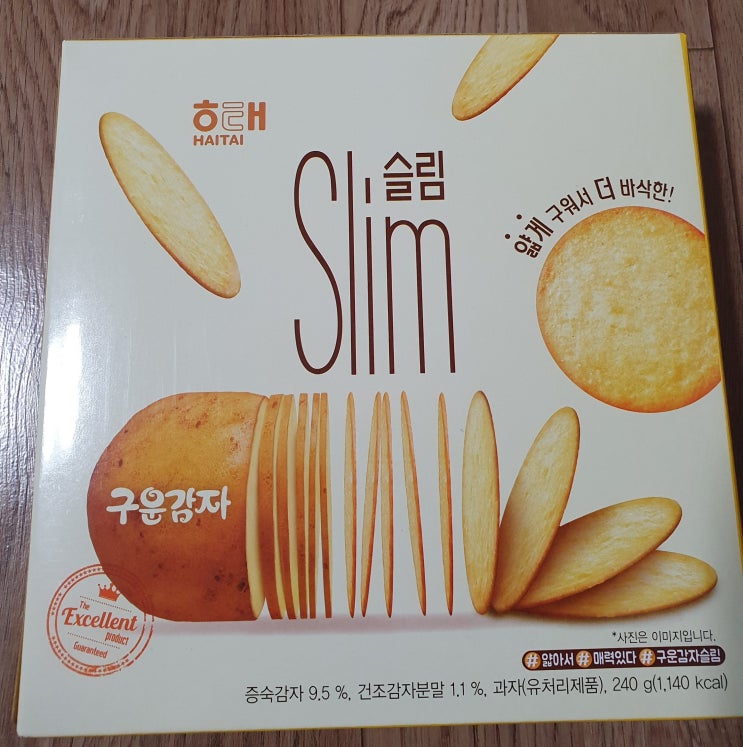 해태
HAITAI
슬림
Slim
얇게 구워서 더 바삭한!
구운감자
The
Excellent
product
Guaranteed
*사진은 이미지입니다.
#얇아서 #매력있다 #구운감자슬림
증숙감자 9.5 %, 건조감자분말 1.1 %, 과자(유처리제품), 240 g(1,140 kcal)